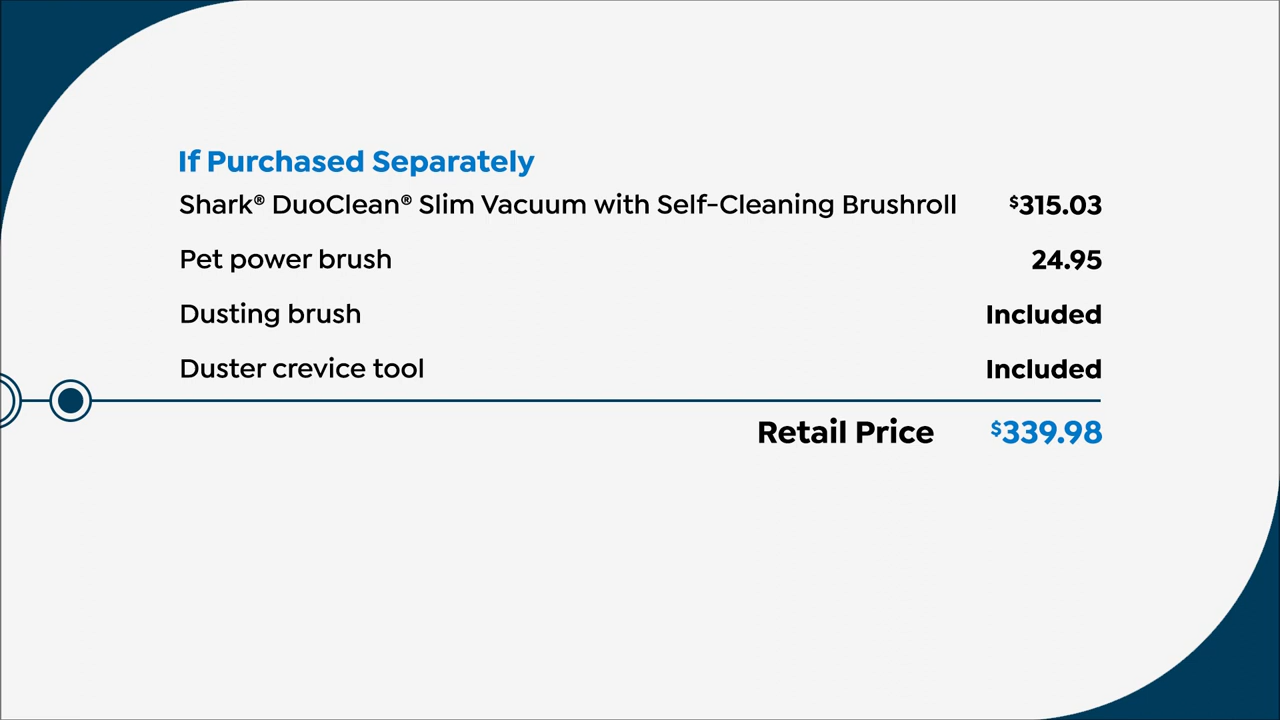 If Purchased Separately
Shark® DuoClean® Slim Vacuum with Self-Cleaning Brushroll $315.03
Pet power brush 24.95
Dusting brush Included
Duster crevice tool Included
Retail Price $339.98